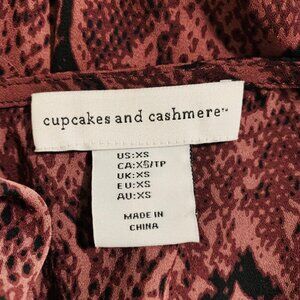 cupcakes and cashmere™
US:XS
CA:XS/TP
UK:XS
EU:XS
AU:XS
MADE IN
CHINA